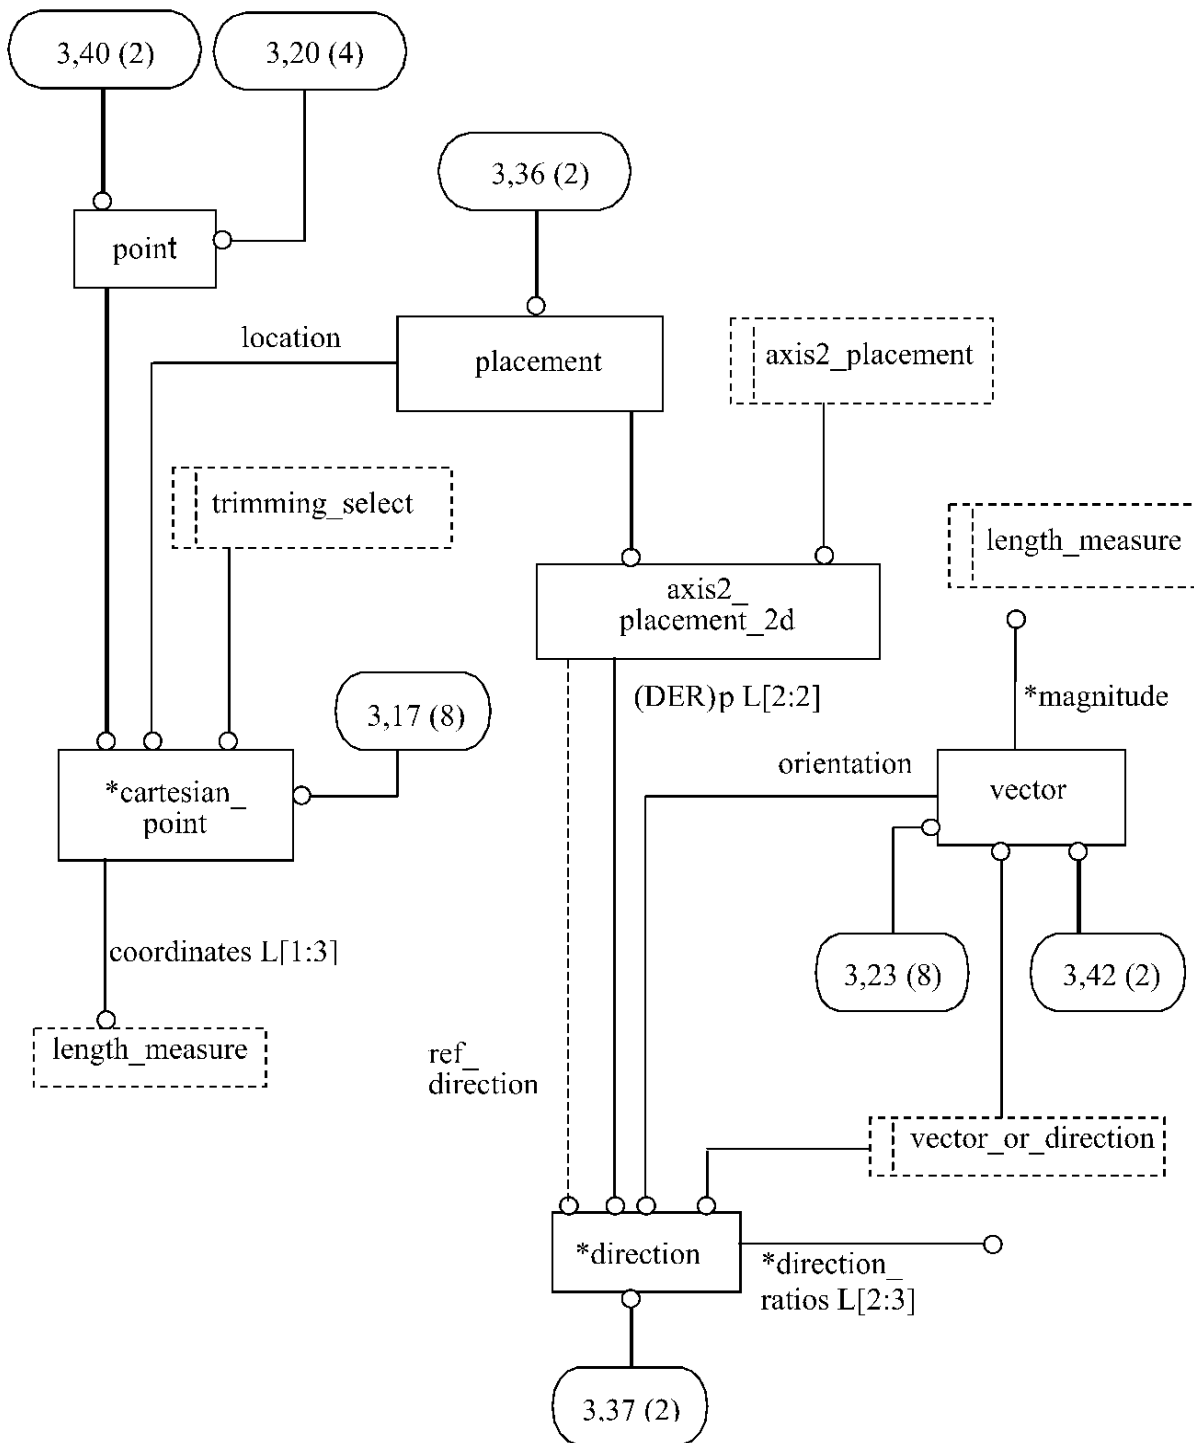 3,40 (2)
3,20 (4)
3,36 (2)
point
location
placement
axis2_placement
trimming_select
length_measure
axis2_
placement_2d
(DER)p L[2:2]
*magnitude
3,17 (8)
orientation
*cartesian_
point
vector
coordinates L[1:3]
3,23 (8)
3,42 (2)
length_measure
ref_
direction
vector_or_direction
*direction
*direction_
ratios L[2:3]
3,37 (2)